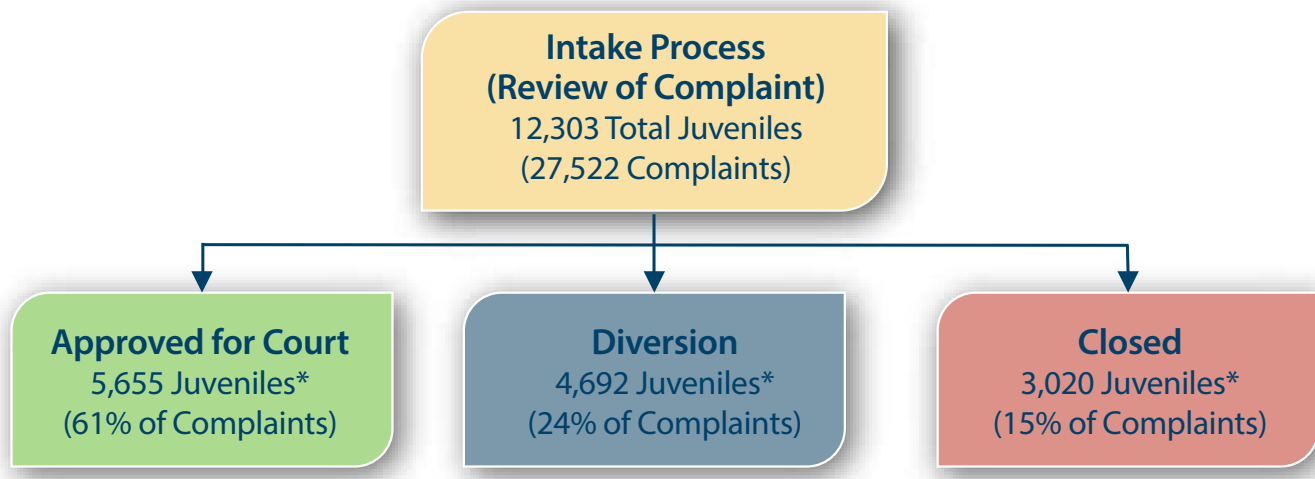 Intake Process
(Review of Complaint)
12,303 Total Juveniles
(27,522 Complaints)
Approved for Court
5,655 Juveniles*
(61% of Complaints)
Diversion
4,692 Juveniles*
(24% of Complaints)
Closed
3,020 Juveniles*
(15% of Complaints)